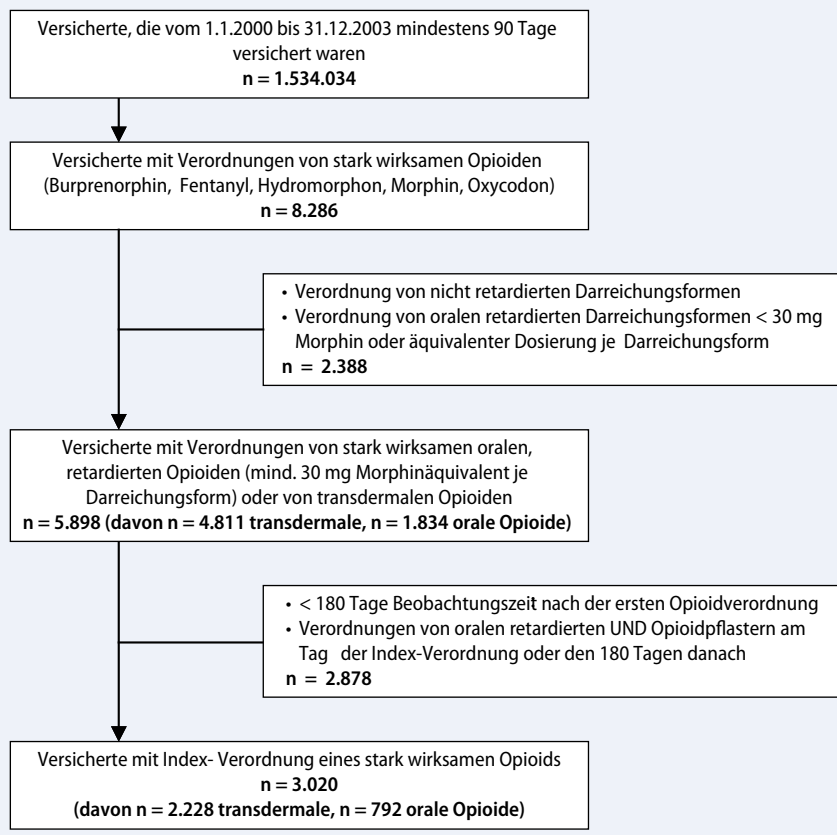 Versicherte, die vom 1.1.2000 bis 31.12.2003 mindestens 90 Tage
versichert waren
n = 1.534.034
Versicherte mit Verordnungen von stark wirksamen Opioiden
(Burprenorphin, Fentanyl, Hydromorphon, Morphin, Oxycodon)
n = 8.286
• Verordnung von nicht retardierten Darreichungsformen
• Verordnung von oralen retardierten Darreichungsformen < 30 mg
Morphin oder äquivalenter Dosierung je Darreichungsform
n = 2.388
Versicherte mit Verordnungen von stark wirksamen oralen,
retardierten Opioiden (mind. 30 mg Morphinäquivalent je
Darreichungsform) oder von transdermalen Opioiden
n = 5.898 (davon n = 4.811 transdermale, n = 1.834 orale Opioide)
• < 180 Tage Beobachtungszeit nach der ersten Opioidverordnung
• Verordnungen von oralen retardierten UND Opioidpflastern am
Tag der Index-Verordnung oder den 180 Tagen danach
n = 2.878
Versicherte mit Index- Verordnung eines stark wirksamen Opioids
n = 3.020
(davon n = 2.228 transdermale, n = 792 orale Opioide)